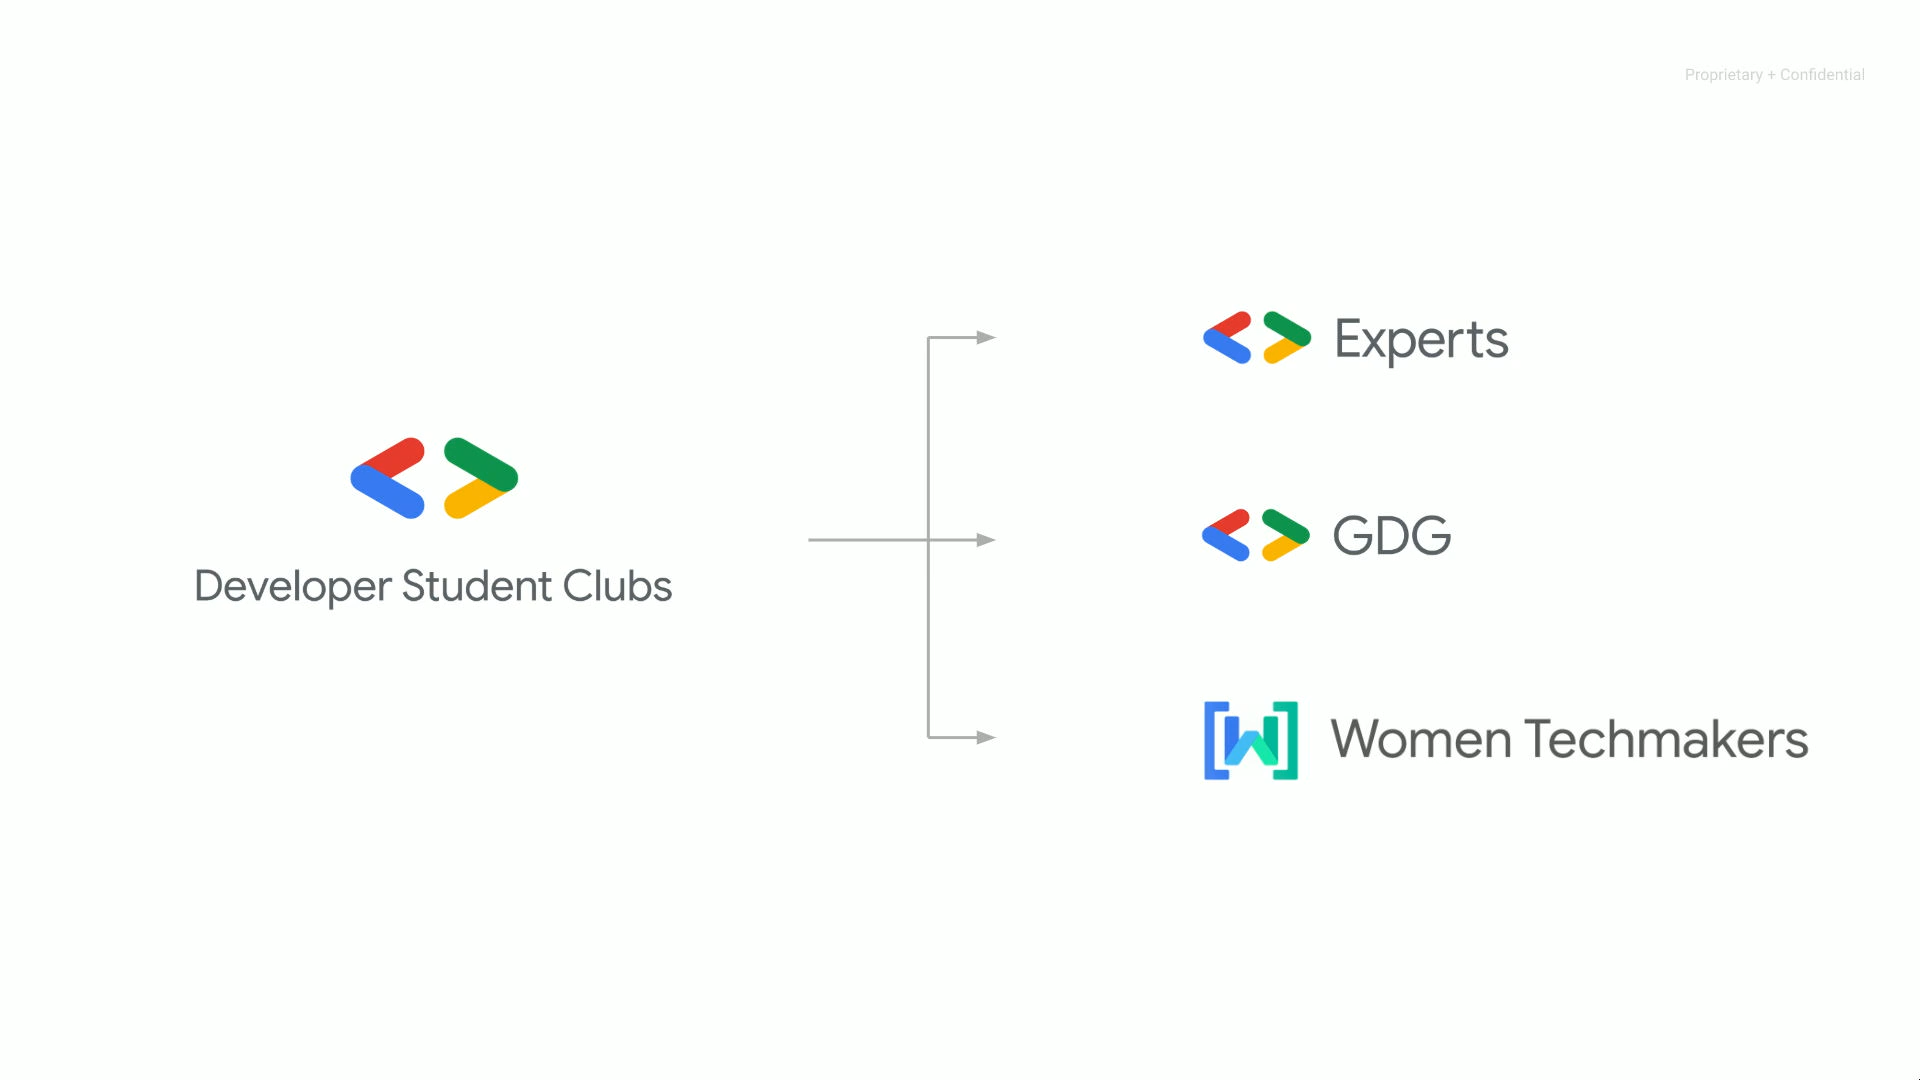 Proprietary + Confidential
Developer Student Clubs
Experts
GDG
Women Techmakers